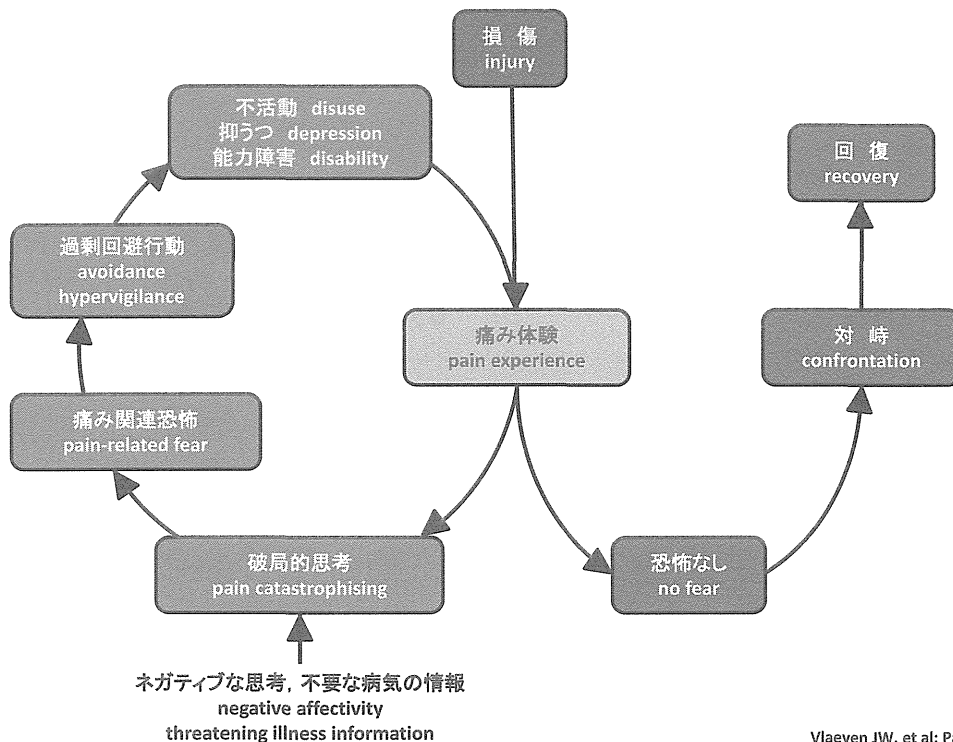 損 傷
injury
不活動 disuse
抑うつ depression
能力障害 disability
回 復
recovery
過剰回避行動
avoidance
hypervigilance
痛み体験
pain experience
対 峙
confrontation
痛み関連恐怖
pain-related fear
破局的思考
pain catastrophising
恐怖なし
no fear
ネガティブな思考, 不要な病気の情報
negative affectivity
threatening illness information
Vlaeyen JW, et al: Pa